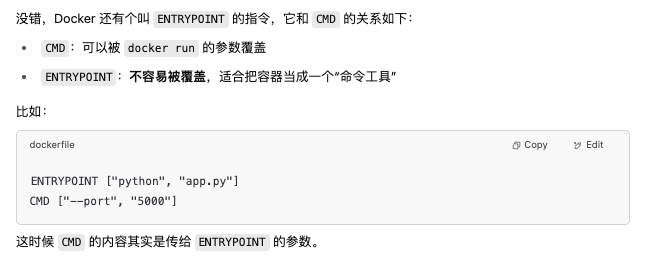 没错，Docker 还有个叫 ENTRYPOINT 的指令，它和 CMD 的关系如下：
• CMD：可以被 docker run 的参数覆盖
• ENTRYPOINT：不容易被覆盖，适合把容器当成一个“命令工具”
比如：
dockerfile Copy Edit
ENTRYPOINT ["python", "app.py"]
CMD ["--port", "5000"]
这时候 CMD 的内容其实是传给 ENTRYPOINT 的参数。